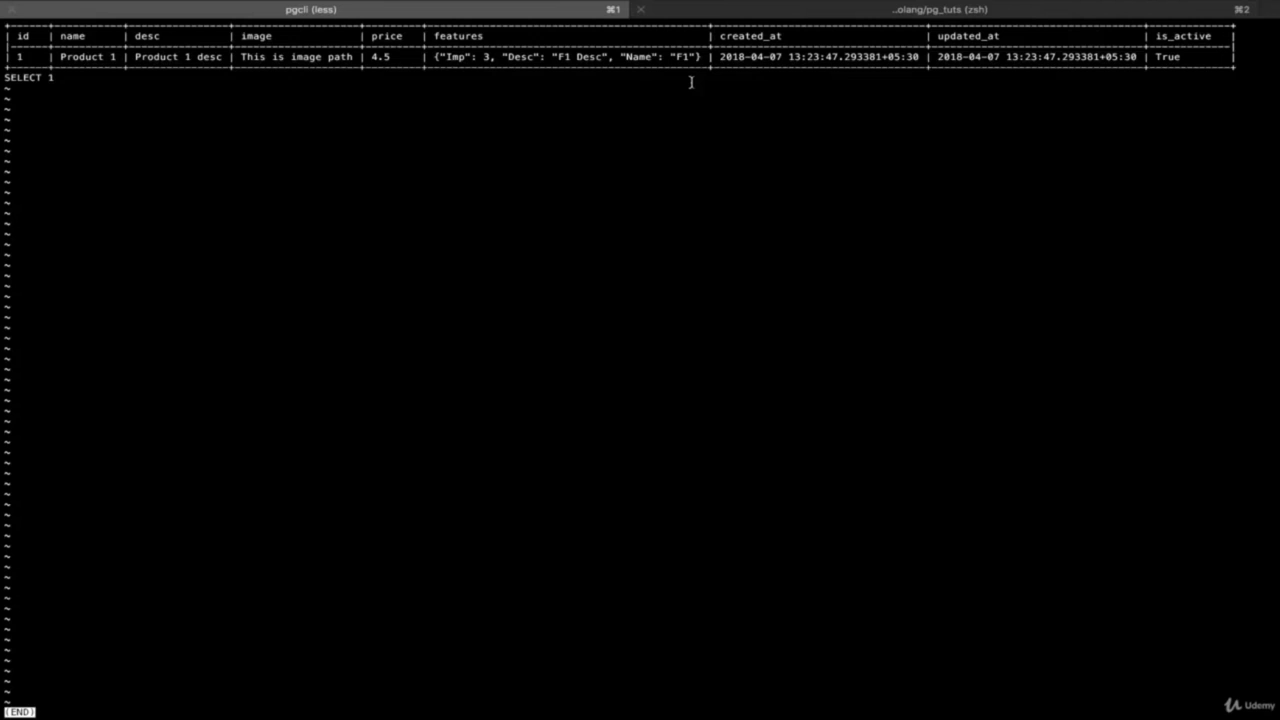 pgcli (less) ⌘1 ..olang/pg_tuts (zsh) ⌘2
| id | name | desc | image | price | features | created_at | updated_at | is_active |
| 1 | Product 1 | Product 1 desc | This is image path | 4.5 | {"Imp": 3, "Desc": "F1 Desc", "Name": "F1"} | 2018-04-07 13:23:47.293381+05:30 | 2018-04-07 13:23:47.293381+05:30 | True |
SELECT 1
(END)
Udemy